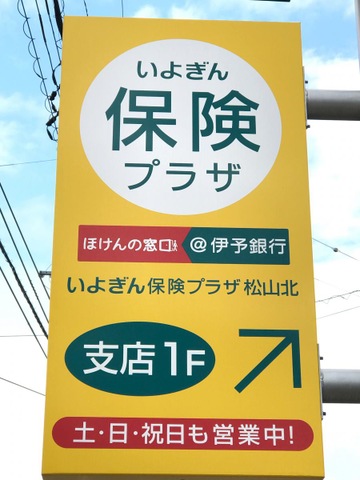 いよぎん
保険
プラザ
ほけんの窓口 @伊予銀行
いよぎん保険プラザ松山北
支店1F
土・日・祝日も営業中!